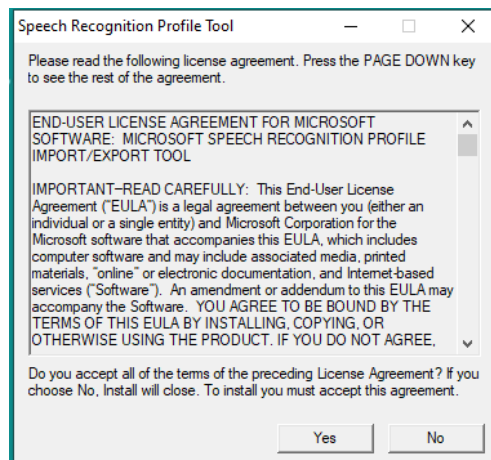 Speech Recognition Profile Tool
Please read the following license agreement. Press the PAGE DOWN key
to see the rest of the agreement.
END-USER LICENSE AGREEMENT FOR MICROSOFT
SOFTWARE:  MICROSOFT SPEECH RECOGNITION PROFILE
IMPORT/EXPORT TOOL
IMPORTANT—READ CAREFULLY:  This End-User License
Agreement ("EULA") is a legal agreement between you (either an
individual or a single entity) and Microsoft Corporation for the
Microsoft software that accompanies this EULA, which includes
computer software and may include associated media, printed
materials, "online" or electronic documentation, and Internet-based
services ("Software").  An amendment or addendum to this EULA may
accompany the Software.  YOU AGREE TO BE BOUND BY THE
TERMS OF THIS EULA BY INSTALLING, COPYING, OR
OTHERWISE USING THE PRODUCT. IF YOU DO NOT AGREE,
Do you accept all of the terms of the preceding License Agreement? If you
choose No, Install will close. To install you must accept this agreement.
Yes
No